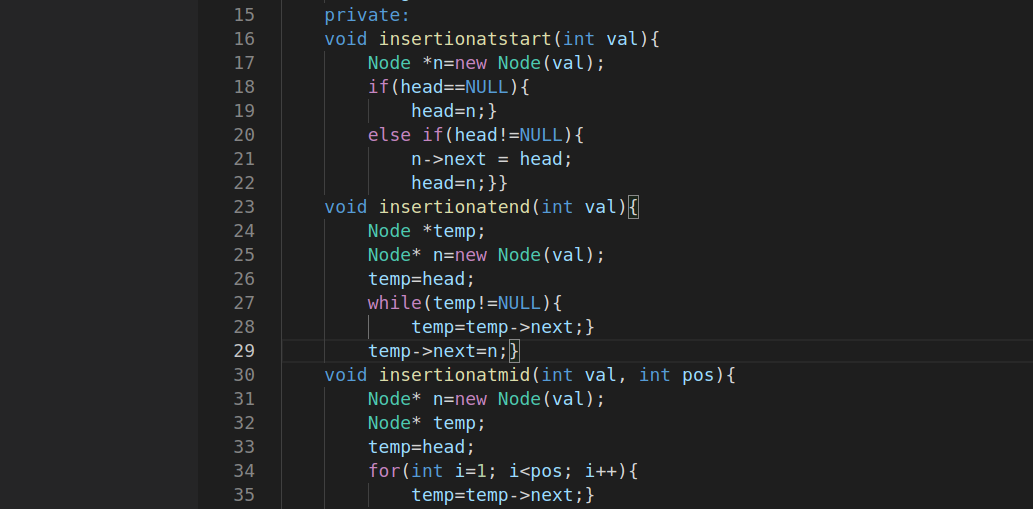 15 private:
16 void insertionatstart(int val){
17 Node *n=new Node(val);
18 if(head==NULL){
19 head=n;}
20 else if(head!=NULL){
21 n->next = head;
22 head=n;}}
23 void insertionatend(int val){
24 Node *temp;
25 Node* n=new Node(val);
26 temp=head;
27 while(temp!=NULL){
28 temp=temp->next;}
29 temp->next=n;}
30 void insertionatmid(int val, int pos){
31 Node* n=new Node(val);
32 Node* temp;
33 temp=head;
34 for(int i=1; i<pos; i++){
35 temp=temp->next;}